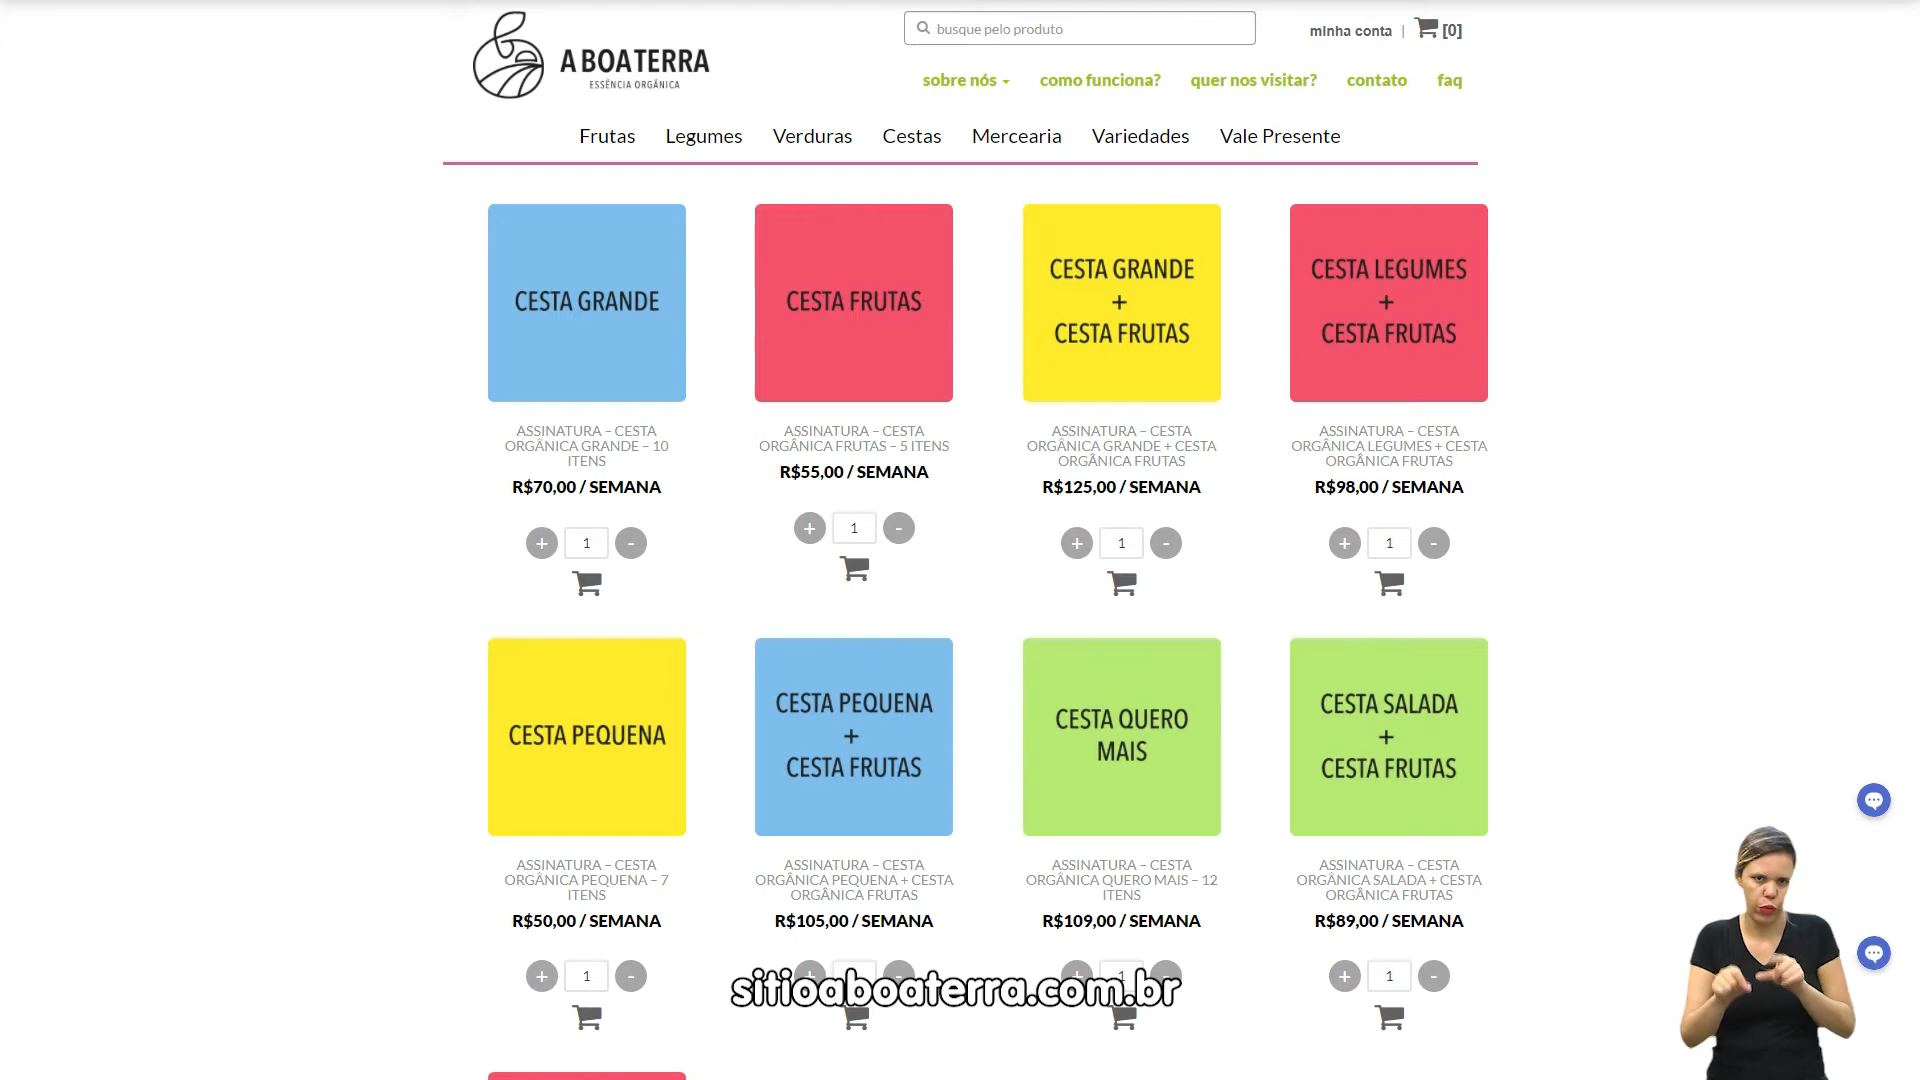 A BOA TERRA
ESSÊNCIA ORGÂNICA
busque pelo produto
minha conta | [0]
sobre nós
como funciona?
quer nos visitar?
contato
faq
Frutas
Legumes
Verduras
Cestas
Mercearia
Variedades
Vale Presente
CESTA GRANDE
ASSINATURA – CESTA
ORGÂNICA GRANDE – 10
ITENS
R$70,00 / SEMANA
+ 1 -
CESTA FRUTAS
ASSINATURA – CESTA
ORGÂNICA FRUTAS – 5 ITENS
R$55,00 / SEMANA
+ 1 -
CESTA GRANDE
+
CESTA FRUTAS
ASSINATURA – CESTA
ORGÂNICA GRANDE + CESTA
ORGÂNICA FRUTAS
R$125,00 / SEMANA
+ 1 -
CESTA LEGUMES
+
CESTA FRUTAS
ASSINATURA – CESTA
ORGÂNICA LEGUMES + CESTA
ORGÂNICA FRUTAS
R$98,00 / SEMANA
+ 1 -
CESTA PEQUENA
ASSINATURA – CESTA
ORGÂNICA PEQUENA – 7
ITENS
R$50,00 / SEMANA
+ 1 -
CESTA PEQUENA
+
CESTA FRUTAS
ASSINATURA – CESTA
ORGÂNICA PEQUENA + CESTA
ORGÂNICA FRUTAS
R$105,00 / SEMANA
+ 1 -
CESTA QUERO
MAIS
ASSINATURA – CESTA
ORGÂNICA QUERO MAIS – 12
ITENS
R$109,00 / SEMANA
+ 1 -
CESTA SALADA
+
CESTA FRUTAS
ASSINATURA – CESTA
ORGÂNICA SALADA + CESTA
ORGÂNICA FRUTAS
R$89,00 / SEMANA
+ 1 -
sitioaboaterra.com.br